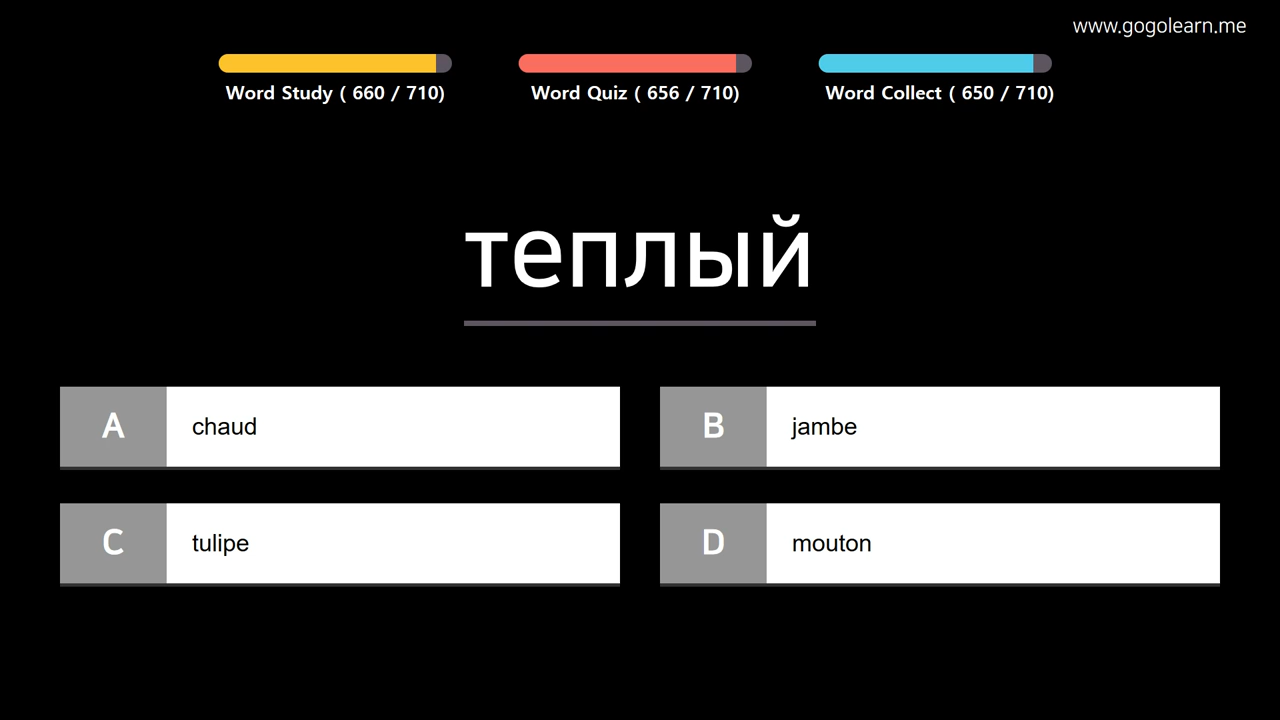 www.gogolearn.me
Word Study ( 660 / 710)
Word Quiz ( 656 / 710)
Word Collect ( 650 / 710)
теплый
A chaud
B jambe
C tulipe
D mouton